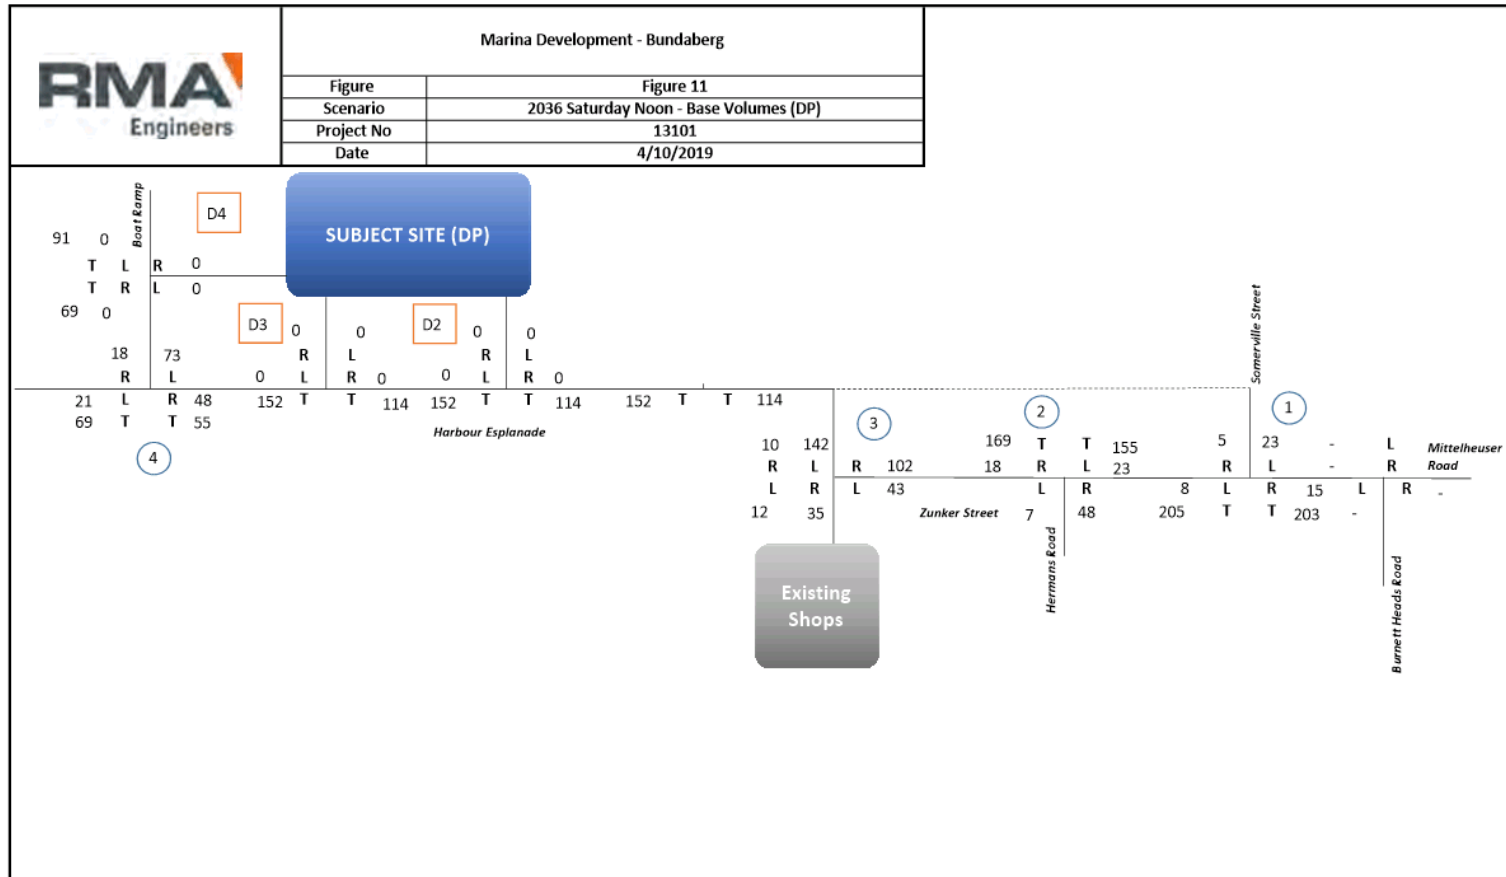 RMA
Engineers
Marina Development - Bundaberg
Figure Figure 11
Scenario 2036 Saturday Noon - Base Volumes (DP)
Project No 13101
Date 4/10/2019
Boat Ramp
D4
SUBJECT SITE (DP)
91 0
T L R 0
T R L 0
69 0
D3 0 0 D2 0 0
18 73 R L R L
R L 0 L R 0 0 L R 0
21 L R 48 152 T T 114 152 T T 114 152 T T 114
69 T T 55
Harbour Esplanade
4
Somerville Street
3 2 1
10 142 169 T T 155 5 23 - L
Mittelheuser
Road
R L R 102 18 R L 23 R L - R
L R L 43 L R 8 L R 15 L R -
12 35 Zunker Street 7 48 205 T T 203 -
Hermans Road
Burnett Heads Road
Existing
Shops